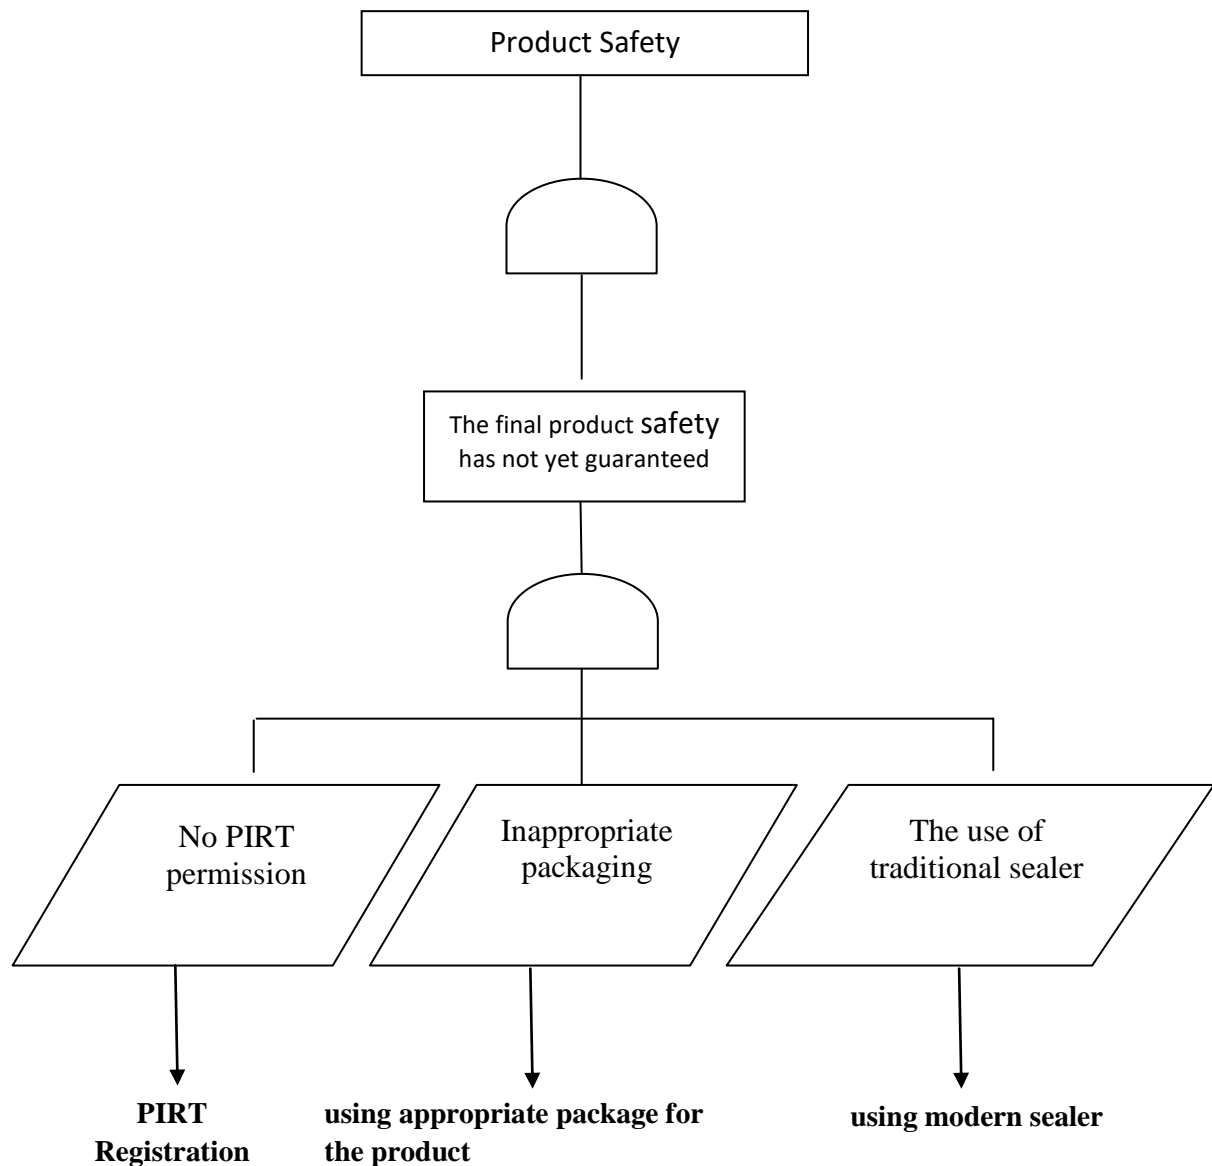 Product Safety
The final product safety
has not yet guaranteed
No PIRT
permission
Inappropriate
packaging
The use of
traditional sealer
PIRT
Registration
using appropriate package for
the product
using modern sealer